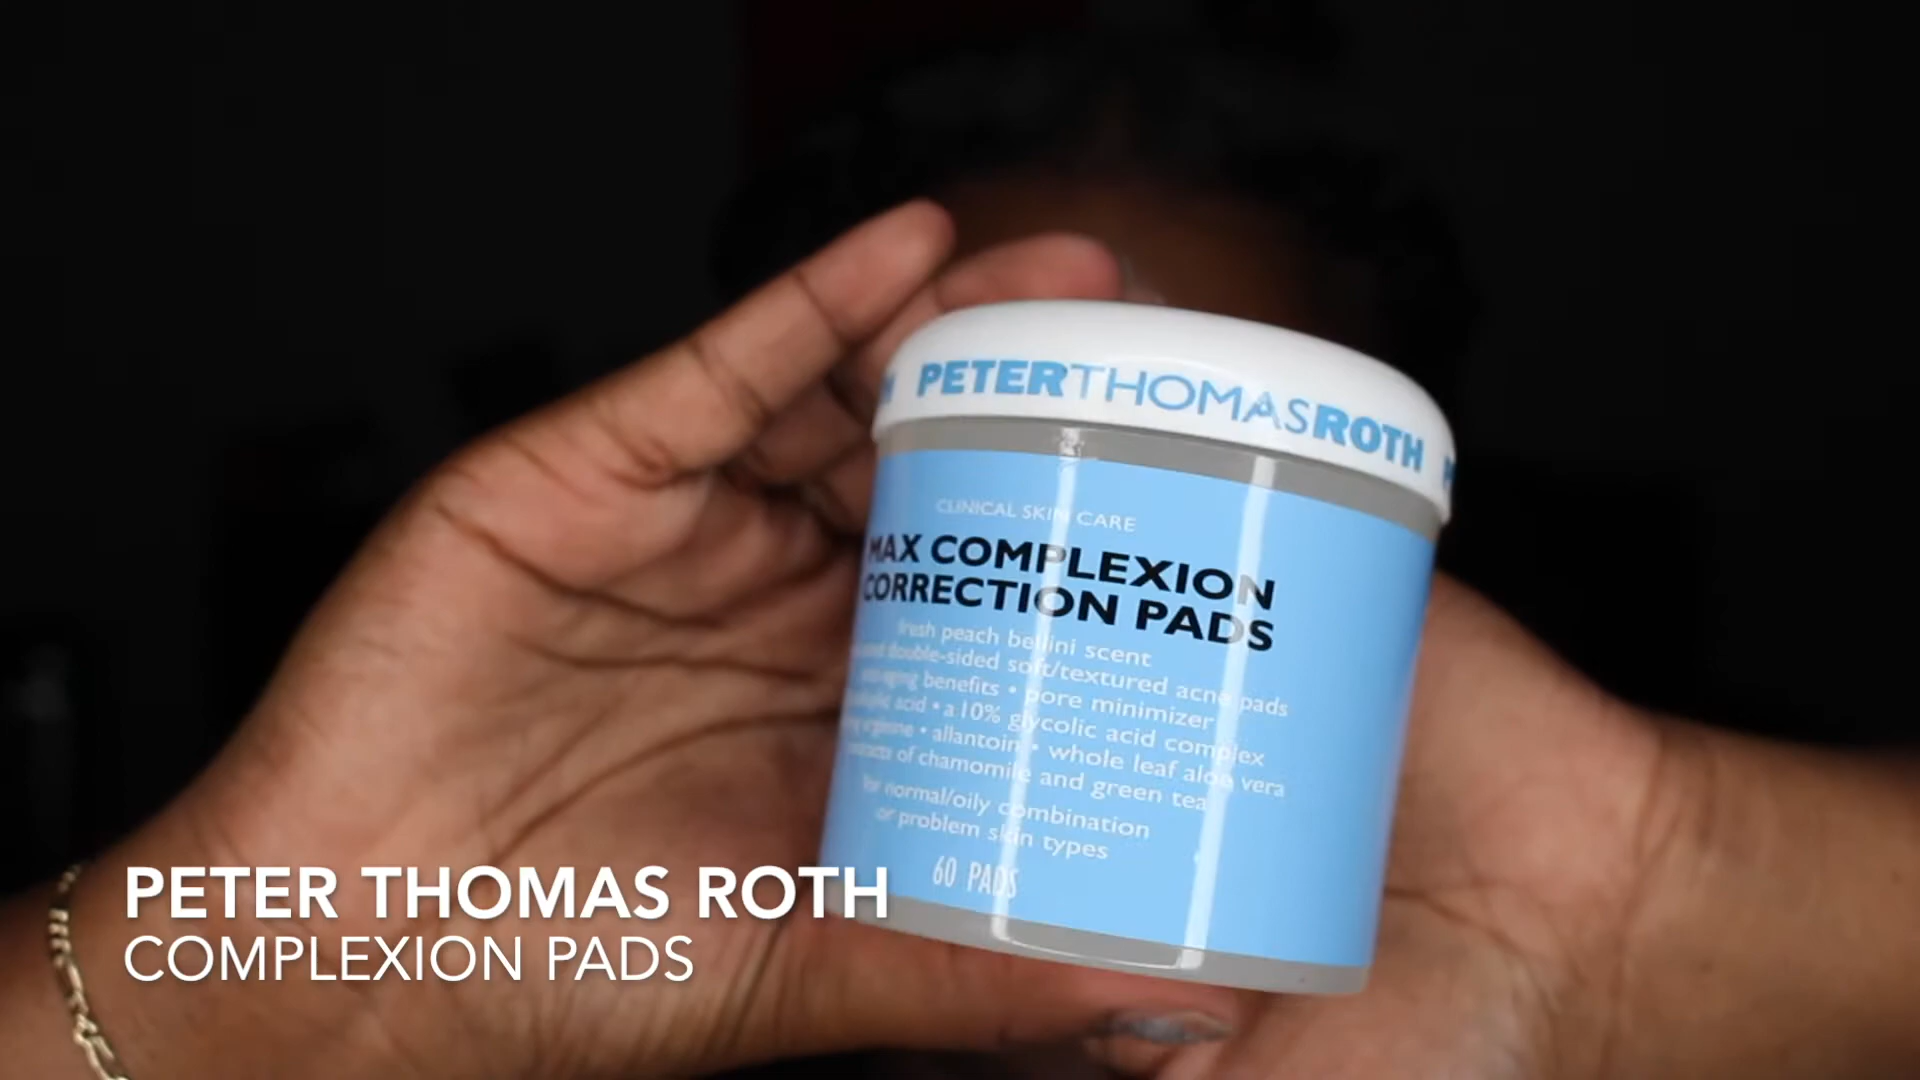 PETERTHOMASROTH
CLINICAL SKIN CARE
MAX COMPLEXION
CORRECTION PADS
fresh peach bellini scent
double-sided soft/textured acne pads
benefits • pore minimizer
acid • a 10% glycolic acid complex
• allantoin • whole leaf aloe vera
of chamomile and green tea
for normal/oily combination
or problem skin types
60 PADS
PETER THOMAS ROTH
COMPLEXION PADS